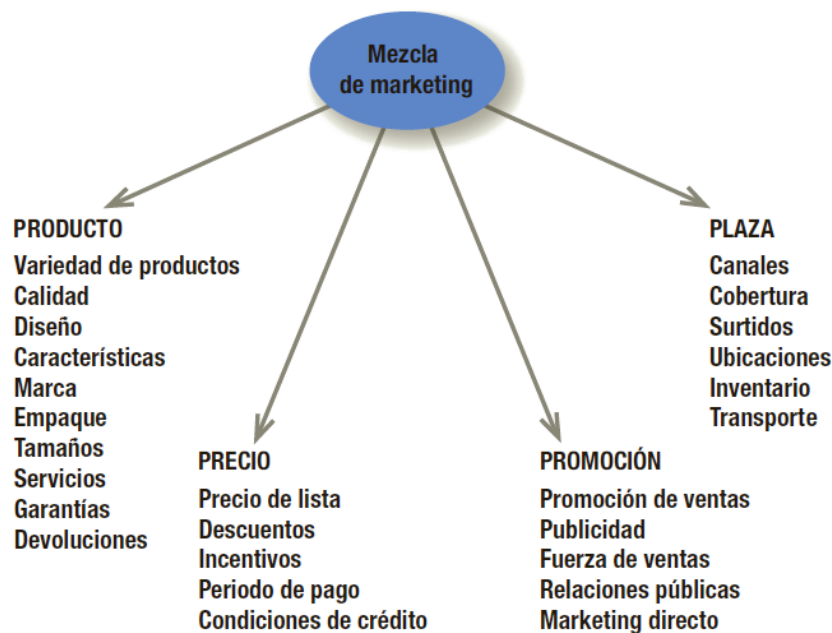 Mezcla
de marketing
PRODUCTO
Variedad de productos
Calidad
Diseño
Características
Marca
Empaque
Tamaños
Servicios
Garantías
Devoluciones
PRECIO
Precio de lista
Descuentos
Incentivos
Periodo de pago
Condiciones de crédito
PROMOCIÓN
Promoción de ventas
Publicidad
Fuerza de ventas
Relaciones públicas
Marketing directo
PLAZA
Canales
Cobertura
Surtidos
Ubicaciones
Inventario
Transporte